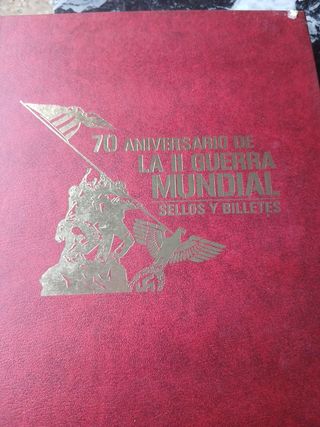 70 ANIVERSARIO DE
LA II GUERRA
MUNDIAL
SELLOS Y BILLETES